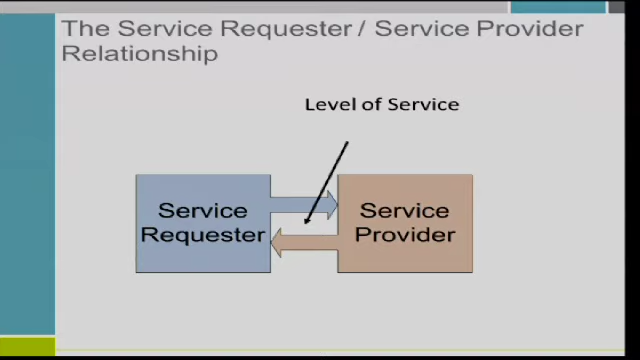 The Service Requester / Service Provider
Relationship
Level of Service
Service
Requester
Service
Provider